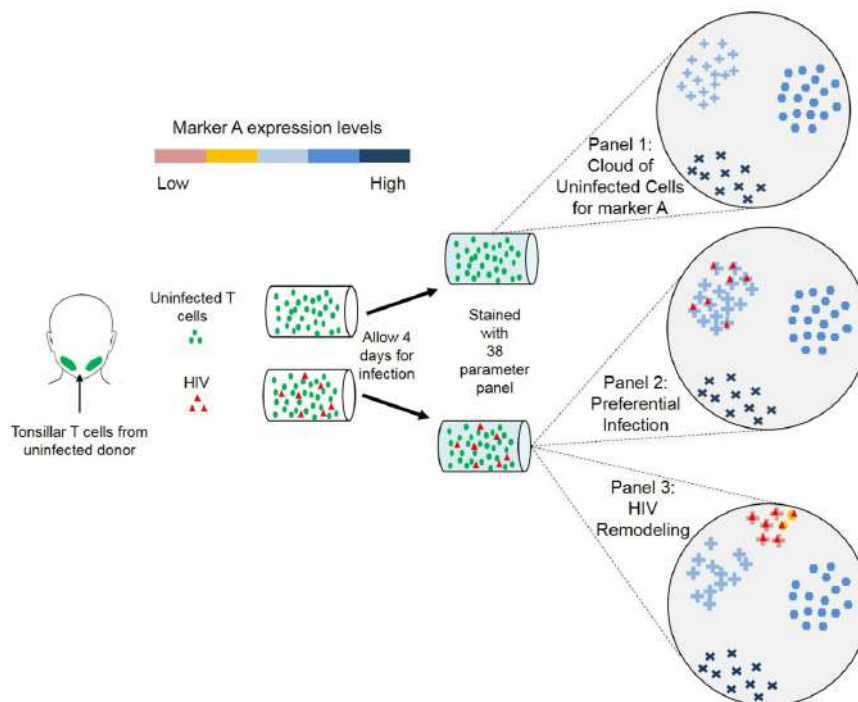 Marker A expression levels
Low
High
Panel 1:
Cloud of
Uninfected Cells
for marker A
Uninfected T
cells
HIV
Allow 4
days for
infection
Stained
with
38
parameter
panel
Tonsillar T cells from
uninfected donor
Panel 2:
Preferential
Infection
Panel 3:
HIV
Remodeling